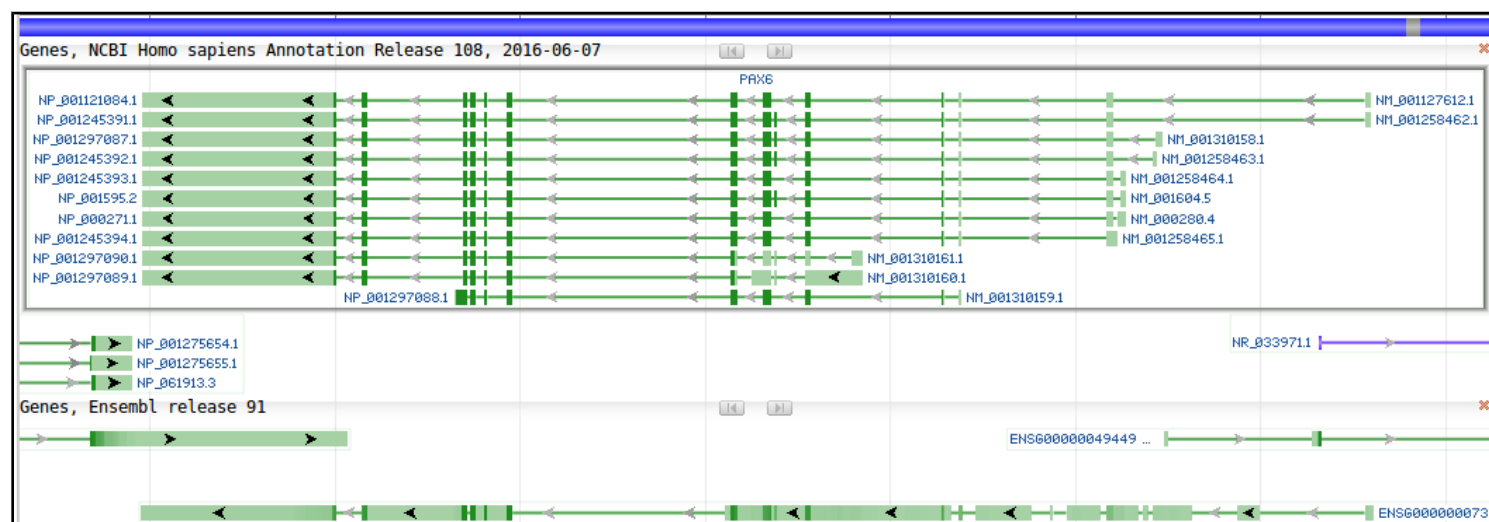 Genes, NCBI Homo sapiens Annotation Release 108, 2016-06-07
PAX6
NP_001121084.1 NM_001127612.1
NP_001245391.1 NM_001258462.1
NP_001297087.1 NM_001310158.1
NP_001245392.1 NM_001258463.1
NP_001245393.1 NM_001258464.1
NP_001595.2 NM_001604.5
NP_000271.1 NM_000280.4
NP_001245394.1 NM_001258465.1
NP_001297090.1 NM_001310161.1
NP_001297089.1 NM_001310160.1
NP_001297088.1 NM_001310159.1
NP_001275654.1 NR_033971.1
NP_001275655.1
NP_061913.3
Genes, Ensembl release 91
ENSG00000049449 ...
ENSG000000073